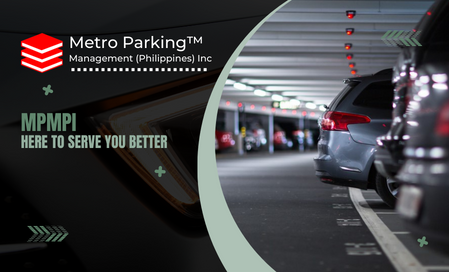 Metro Parking™
Management (Philippines) Inc
MPMPI
HERE TO SERVE YOU BETTER